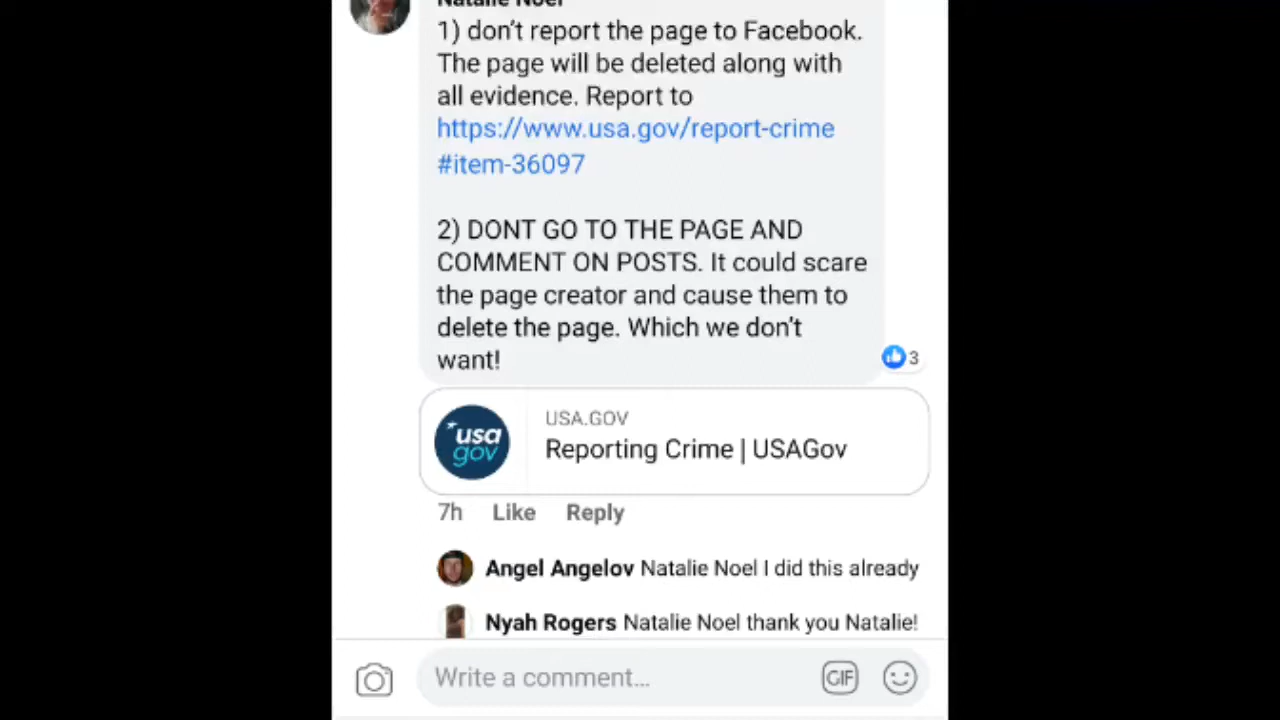 Natalie Noel
1) don't report the page to Facebook.
The page will be deleted along with
all evidence. Report to
https://www.usa.gov/report-crime
#item-36097
2) DONT GO TO THE PAGE AND
COMMENT ON POSTS. It could scare
the page creator and cause them to
delete the page. Which we don't
want!
3
usa
gov
USA.GOV
Reporting Crime | USAGov
7h Like Reply
Angel Angelov Natalie Noel I did this already
Nyah Rogers Natalie Noel thank you Natalie!
Write a comment...
GIF